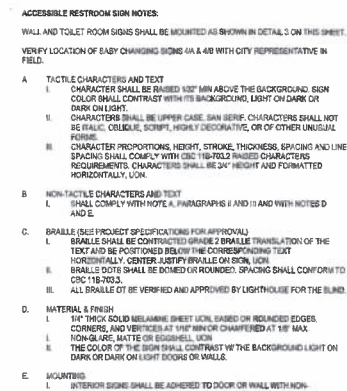 ACCESSIBLE RESTROOM SIGN NOTES:
WALL AND TOILET ROOM SIGNS SHALL BE MOUNTED AS SHOWN IN DETAIL 3 ON THIS SHEET.
VERIFY LOCATION OF BABY CHANGING SIGNS 4/A & 4/B WITH CITY REPRESENTATIVE IN
FIELD.
A TACTILE CHARACTERS AND TEXT
I. CHARACTER SHALL BE RAISED 1/32" MIN ABOVE THE BACKGROUND. SIGN
COLOR SHALL CONTRAST WITH ITS BACKGROUND, LIGHT ON DARK OR
DARK ON LIGHT.
II. CHARACTERS SHALL BE UPPER CASE, SAN SERIF. CHARACTERS SHALL NOT
BE ITALIC, OBLIQUE, SCRIPT, HIGHLY DECORATIVE, OR OF OTHER UNUSUAL
FORMS.
III. CHARACTER PROPORTIONS, HEIGHT, STROKE, THICKNESS, SPACING AND LINE
SPACING SHALL COMPLY WITH CBC 11B-703.2 RAISED CHARACTERS
REQUIREMENTS. CHARACTERS SHALL BE 3/4" HEIGHT AND FORMATTED
HORIZONTALLY, UON.
B NON-TACTILE CHARACTERS AND TEXT
I. SHALL COMPLY WITH NOTE A, PARAGRAPHS II AND III AND WITH NOTES D
AND E.
C. BRAILLE (SEE PROJECT SPECIFICATIONS FOR APPROVAL)
I. BRAILLE SHALL BE CONTRACTED GRADE 2 BRAILLE TRANSLATION OF THE
TEXT AND BE POSITIONED BELOW THE CORRESPONDING TEXT
HORIZONTALLY. CENTER JUSTIFY BRAILLE ON SIGN, UON.
II. BRAILLE DOTS SHALL BE DOMED OR ROUNDED. SPACING SHALL CONFORM TO
CBC 11B-703.3.
III. ALL BRAILLE OT BE VERIFIED AND APPROVED BY LIGHTHOUSE FOR THE BLIND.
D. MATERIAL & FINISH
I. 1/4" THICK SOLID MELAMINE SHEET UON, EASED OR ROUNDED EDGES,
CORNERS, AND VERTICES AT 1/16" MIN OR CHAMFERED AT 1/8" MAX
II. NON-GLARE, MATTE OR EGGSHELL, UON
III. THE COLOR OF THE SIGN SHALL CONTRAST W/ THE BACKGROUND LIGHT ON
DARK OR DARK ON LIGHT DOORS OR WALLS.
E. MOUNTING
I. INTERIOR SIGNS SHALL BE ADHERED TO DOOR OR WALL WITH NON-